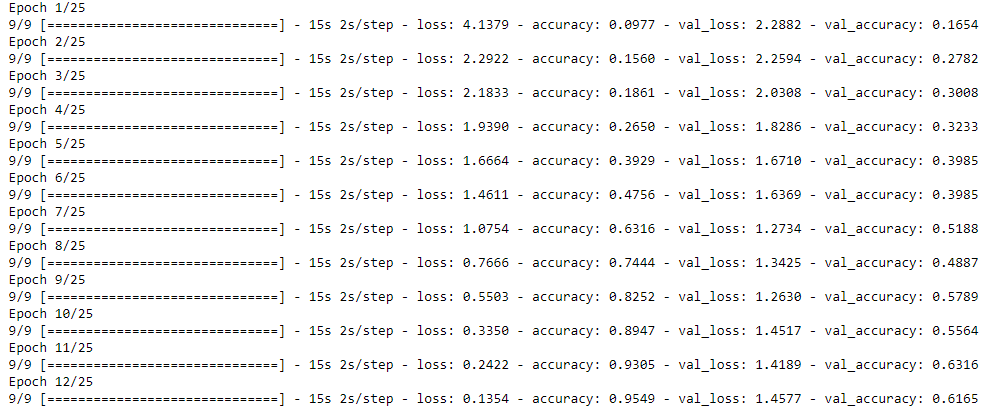 Epoch 1/25
9/9 [==============================] - 15s 2s/step - loss: 4.1379 - accuracy: 0.0977 - val_loss: 2.2882 - val_accuracy: 0.1654
Epoch 2/25
9/9 [==============================] - 15s 2s/step - loss: 2.2922 - accuracy: 0.1560 - val_loss: 2.2594 - val_accuracy: 0.2782
Epoch 3/25
9/9 [==============================] - 15s 2s/step - loss: 2.1833 - accuracy: 0.1861 - val_loss: 2.0308 - val_accuracy: 0.3008
Epoch 4/25
9/9 [==============================] - 15s 2s/step - loss: 1.9390 - accuracy: 0.2650 - val_loss: 1.8286 - val_accuracy: 0.3233
Epoch 5/25
9/9 [==============================] - 15s 2s/step - loss: 1.6664 - accuracy: 0.3929 - val_loss: 1.6710 - val_accuracy: 0.3985
Epoch 6/25
9/9 [==============================] - 15s 2s/step - loss: 1.4611 - accuracy: 0.4756 - val_loss: 1.6369 - val_accuracy: 0.3985
Epoch 7/25
9/9 [==============================] - 15s 2s/step - loss: 1.0754 - accuracy: 0.6316 - val_loss: 1.2734 - val_accuracy: 0.5188
Epoch 8/25
9/9 [==============================] - 15s 2s/step - loss: 0.7666 - accuracy: 0.7444 - val_loss: 1.3425 - val_accuracy: 0.4887
Epoch 9/25
9/9 [==============================] - 15s 2s/step - loss: 0.5503 - accuracy: 0.8252 - val_loss: 1.2630 - val_accuracy: 0.5789
Epoch 10/25
9/9 [==============================] - 15s 2s/step - loss: 0.3350 - accuracy: 0.8947 - val_loss: 1.4517 - val_accuracy: 0.5564
Epoch 11/25
9/9 [==============================] - 15s 2s/step - loss: 0.2422 - accuracy: 0.9305 - val_loss: 1.4189 - val_accuracy: 0.6316
Epoch 12/25
9/9 [==============================] - 15s 2s/step - loss: 0.1354 - accuracy: 0.9549 - val_loss: 1.4577 - val_accuracy: 0.6165